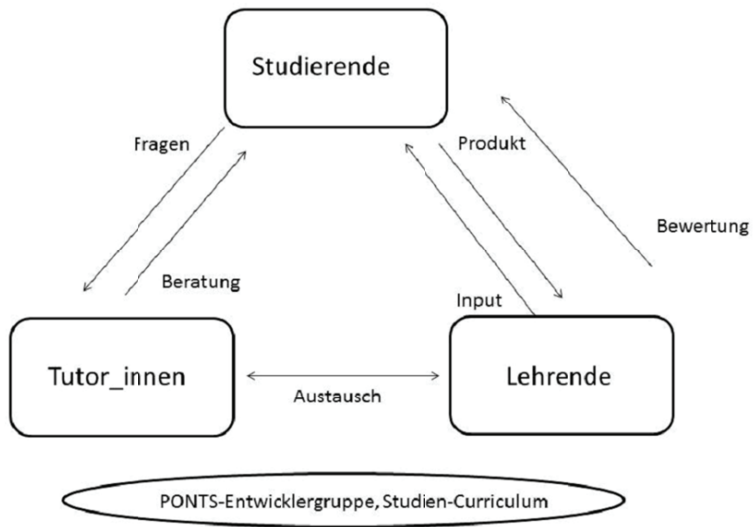 Studierende
Fragen
Produkt
Bewertung
Beratung
Input
Tutor_innen
Lehrende
Austausch
PONTS-Entwicklergruppe, Studien-Curriculum